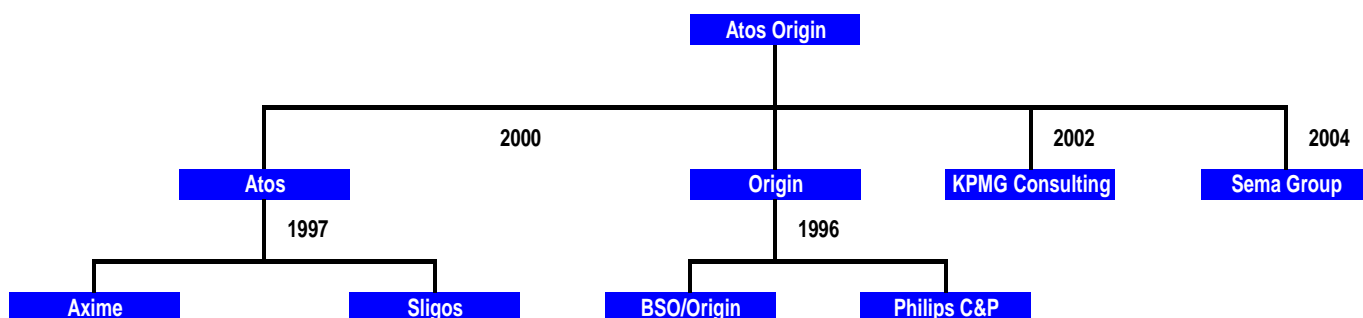 Atos Origin
2000
2002
2004
Atos
Origin
KPMG Consulting
Sema Group
1997
1996
Axime
Sligos
BSO/Origin
Philips C&P